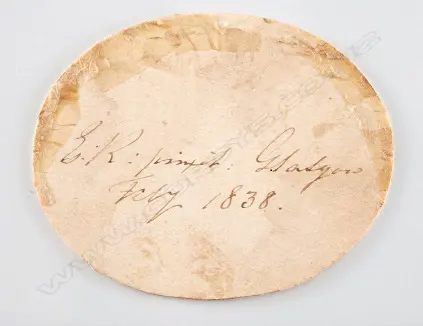 E. R: pinxit: Glasgow
Feby 1838.